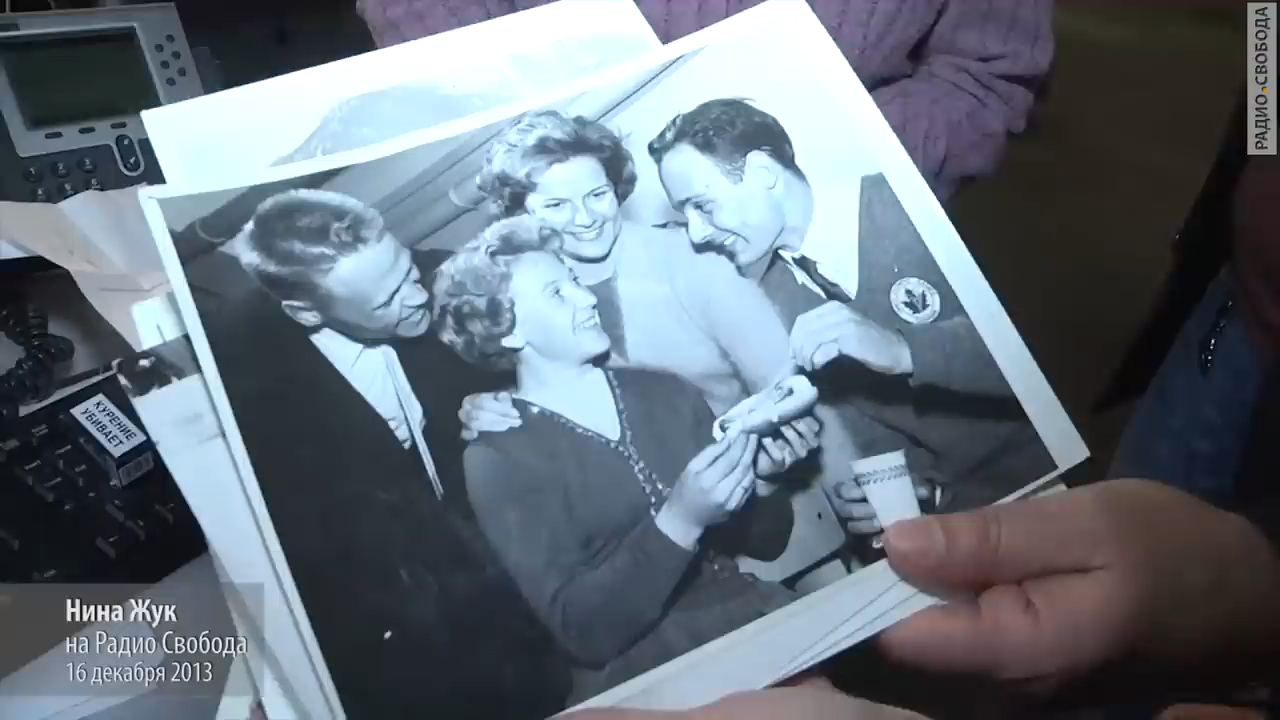 РАДИО СВОБОДА
КУРЕНИЕ
УБИВАЕТ
Нина Жук
на Радио Свобода
16 декабря 2013